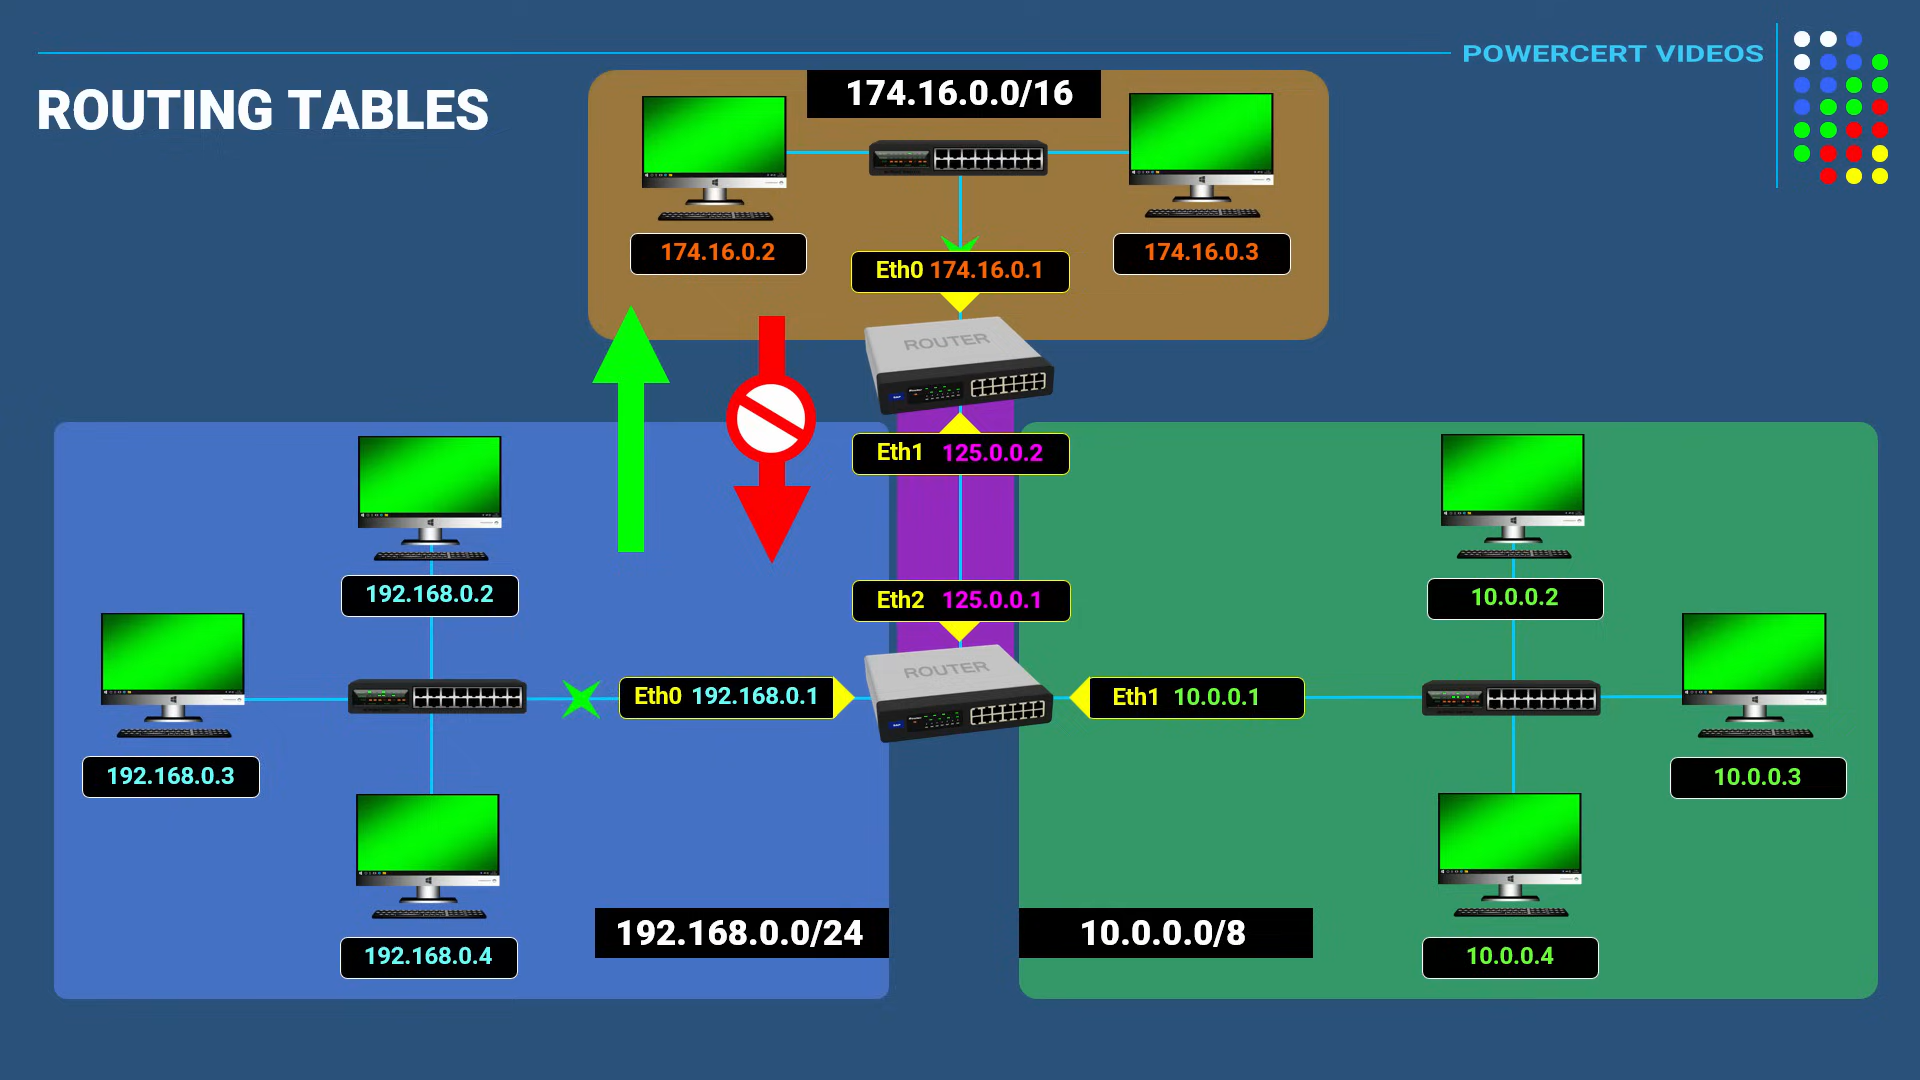 POWERCERT VIDEOS
ROUTING TABLES
174.16.0.0/16
174.16.0.2
174.16.0.3
Eth0 174.16.0.1
ROUTER
Eth1 125.0.0.2
192.168.0.2
Eth2 125.0.0.1
10.0.0.2
ROUTER
Eth0 192.168.0.1
Eth1 10.0.0.1
192.168.0.3
10.0.0.3
192.168.0.0/24
10.0.0.0/8
192.168.0.4
10.0.0.4